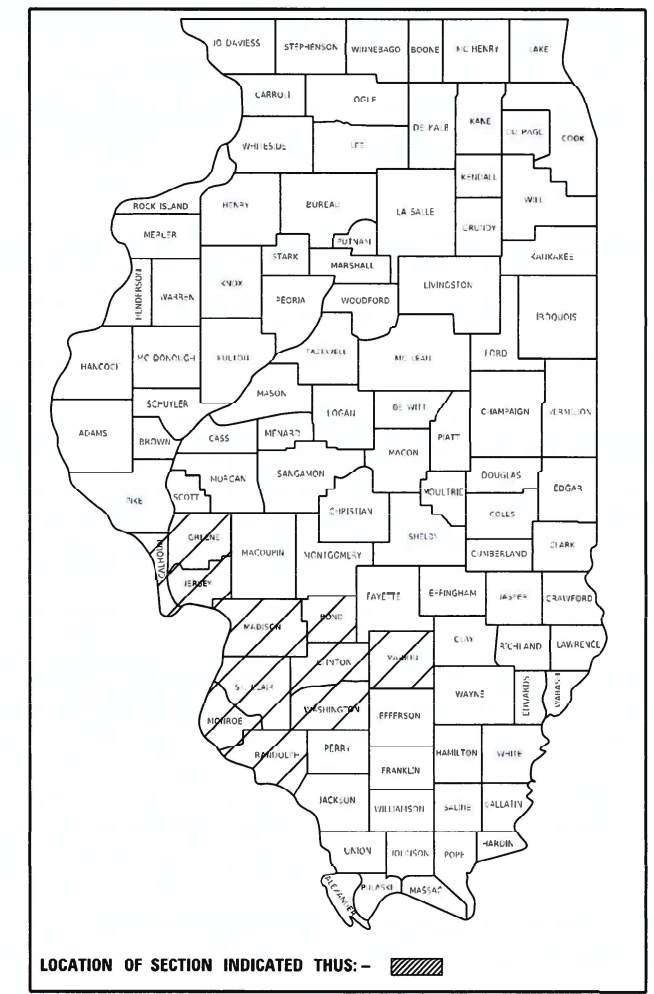 JO DAVIESS STEPHENSON WINNEBAGO BOONE MC HENRY LAKE
CARROLL OGLE DE KALB KANE DU PAGE COOK
WHITESIDE LEE
KENDALL
ROCK ISLAND HENRY BUREAU LA SALLE GRUNDY WILL
MERCER STARK PUTNAM MARSHALL KANKAKEE
HENDERSON WARREN KNOX PEORIA WOODFORD LIVINGSTON IROQUOIS
HANCOCK MC DONOUGH FULTON TAZEWELL MC LEAN FORD
MASON
SCHUYLER LOGAN DE WITT CHAMPAIGN VERMILION
ADAMS BROWN CASS MENARD PIATT
MACON
PIKE SCOTT MORGAN SANGAMON MOULTRIE DOUGLAS EDGAR
CHRISTIAN COLES
CALHOUN GREENE MACOUPIN MONTGOMERY SHELBY CUMBERLAND CLARK
JERSEY FAYETTE EFFINGHAM JASPER CRAWFORD
MADISON BOND
CLINTON MARION CLAY RICHLAND LAWRENCE
ST. CLAIR WAYNE EDWARDS WABASH
MONROE WASHINGTON JEFFERSON
RANDOLPH PERRY HAMILTON WHITE
FRANKLIN
JACKSON WILLIAMSON SALINE GALLATIN
UNION JOHNSON POPE HARDIN
ALEXANDER PULASKI MASSAC
LOCATION OF SECTION INDICATED THUS: –